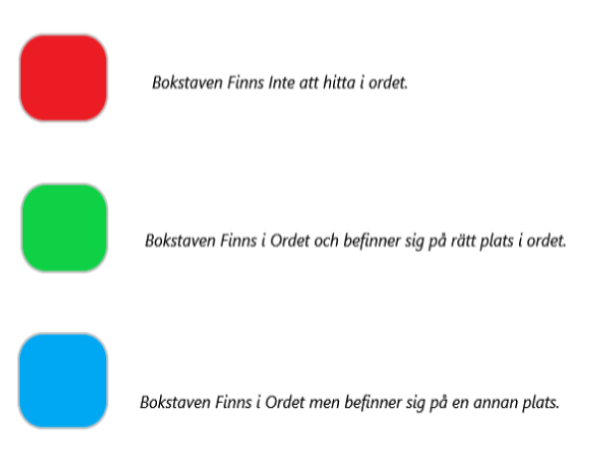 Bokstaven Finns Inte att hitta i ordet.
Bokstaven Finns i Ordet och befinner sig på rätt plats i ordet.
Bokstaven Finns i Ordet men befinner sig på en annan plats.